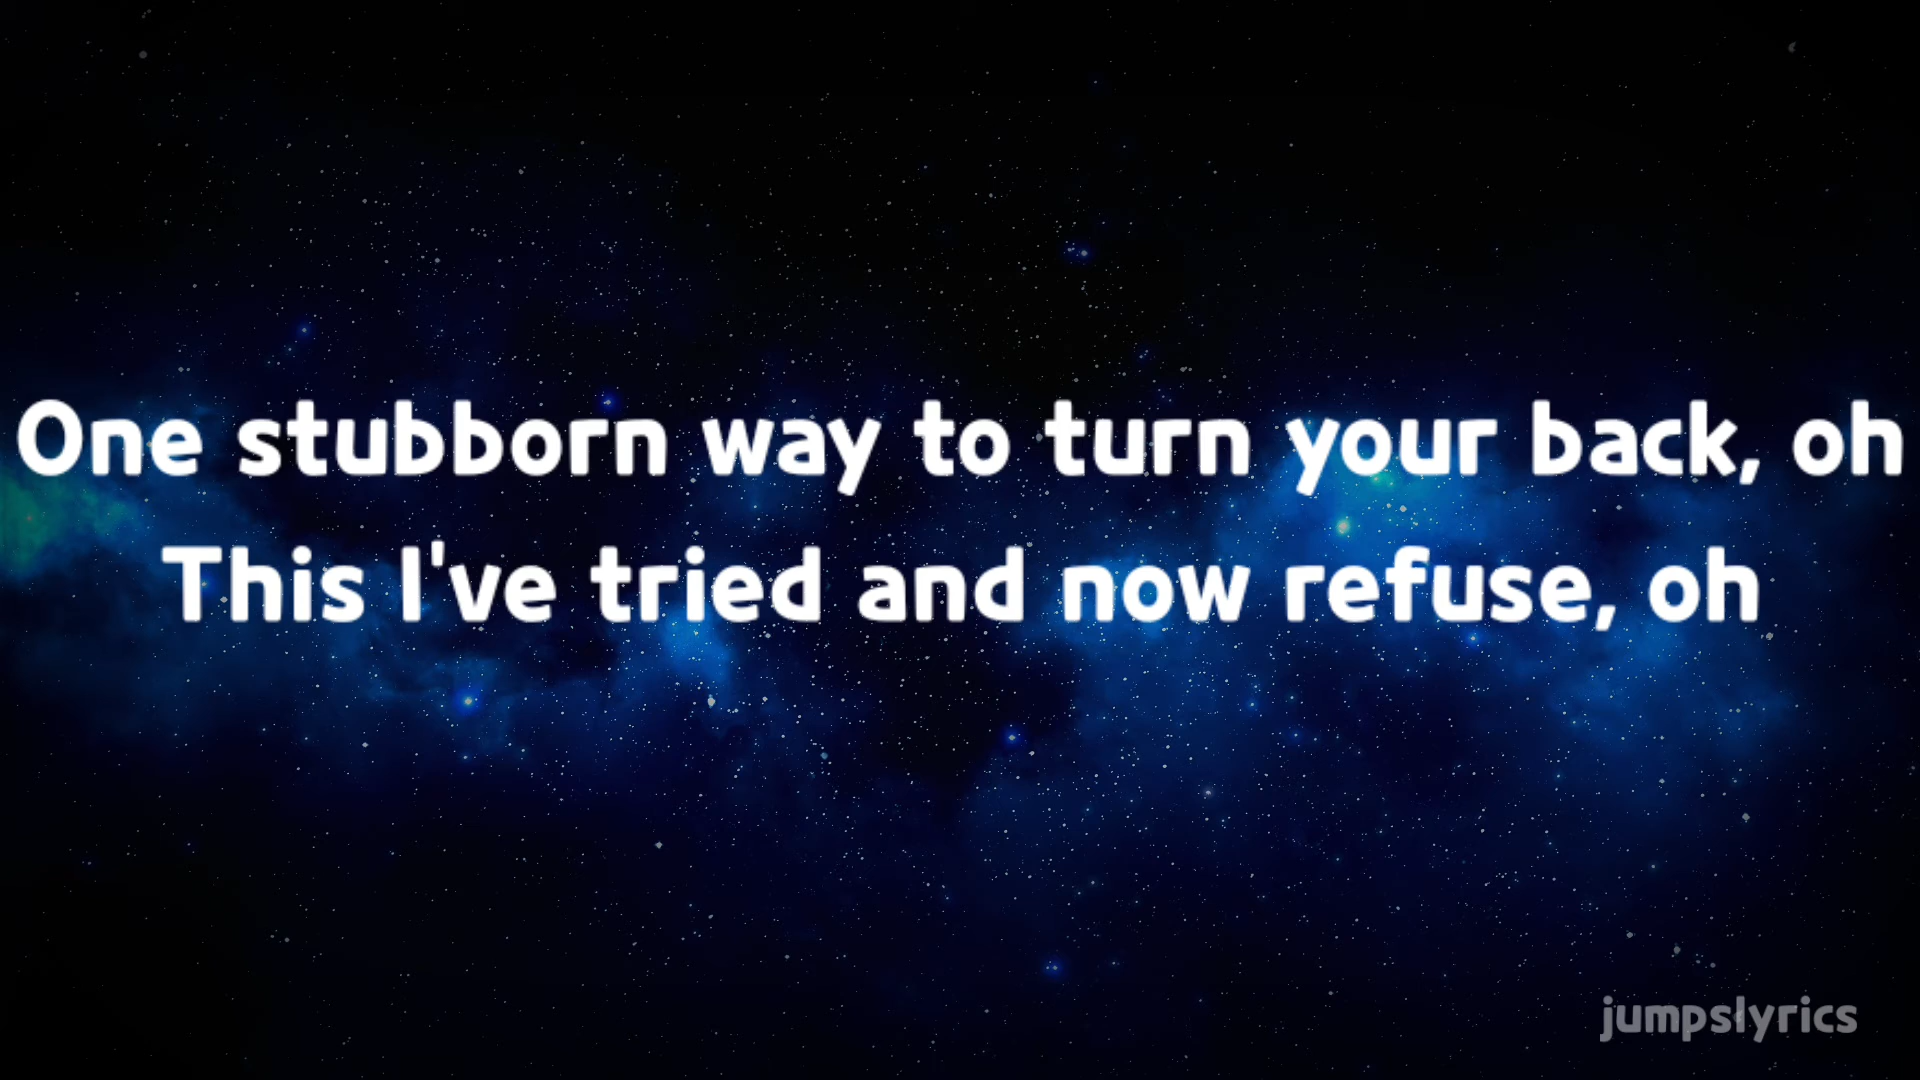 One stubborn way to turn your back, oh
This I've tried and now refuse, oh
jumpslyrics